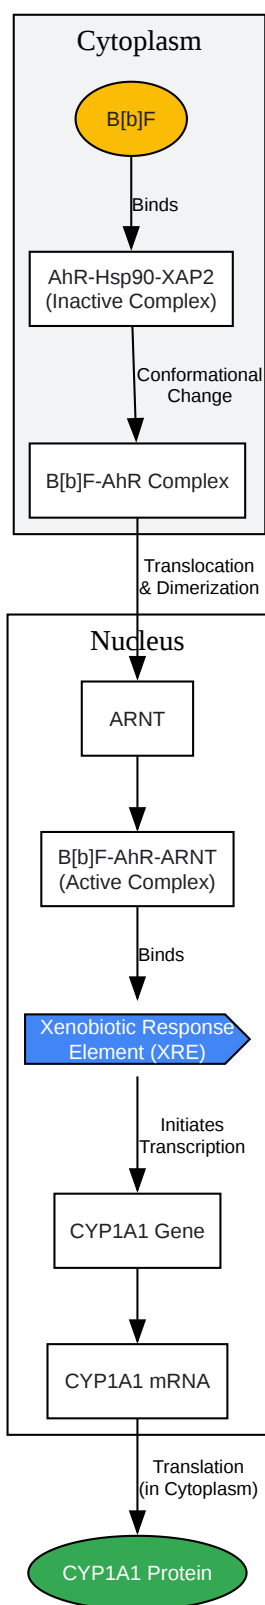 Cytoplasm
B[b]F
Binds
AhR-Hsp90-XAP2
(Inactive Complex)
Conformational
Change
B[b]F-AhR Complex
Translocation
& Dimerization
Nucleus
ARNT
B[b]F-AhR-ARNT
(Active Complex)
Binds
Xenobiotic Response
Element (XRE)
Initiates
Transcription
CYP1A1 Gene
CYP1A1 mRNA
Translation
(in Cytoplasm)
CYP1A1 Protein